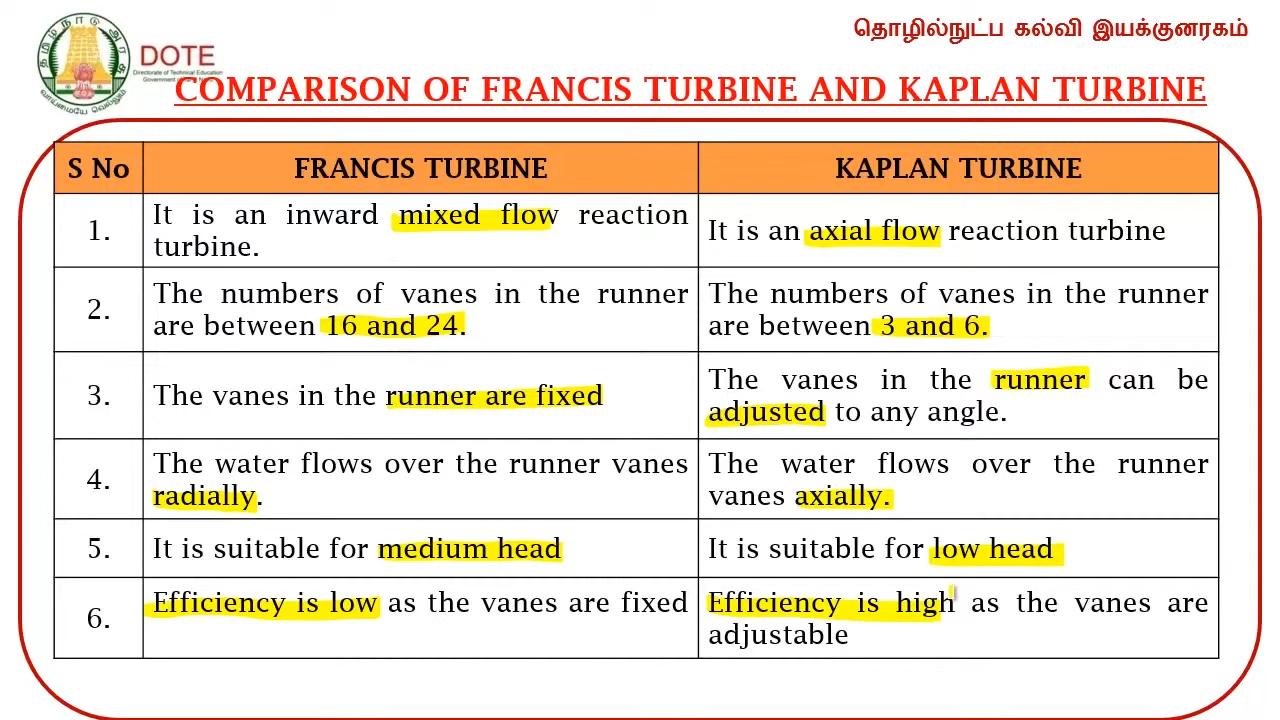 தொழில்நுட்ப கல்வி இயக்குனரகம்
DOTE
Directorate of Technical Education
COMPARISON OF FRANCIS TURBINE AND KAPLAN TURBINE
S No FRANCIS TURBINE KAPLAN TURBINE
1. It is an inward mixed flow reaction
turbine.
It is an axial flow reaction turbine
2. The numbers of vanes in the runner
are between 16 and 24.
The numbers of vanes in the runner
are between 3 and 6.
3. The vanes in the runner are fixed
The vanes in the runner can be
adjusted to any angle.
4. The water flows over the runner vanes
radially.
The water flows over the runner
vanes axially.
5. It is suitable for medium head
It is suitable for low head
6. Efficiency is low as the vanes are fixed
Efficiency is high as the vanes are
adjustable